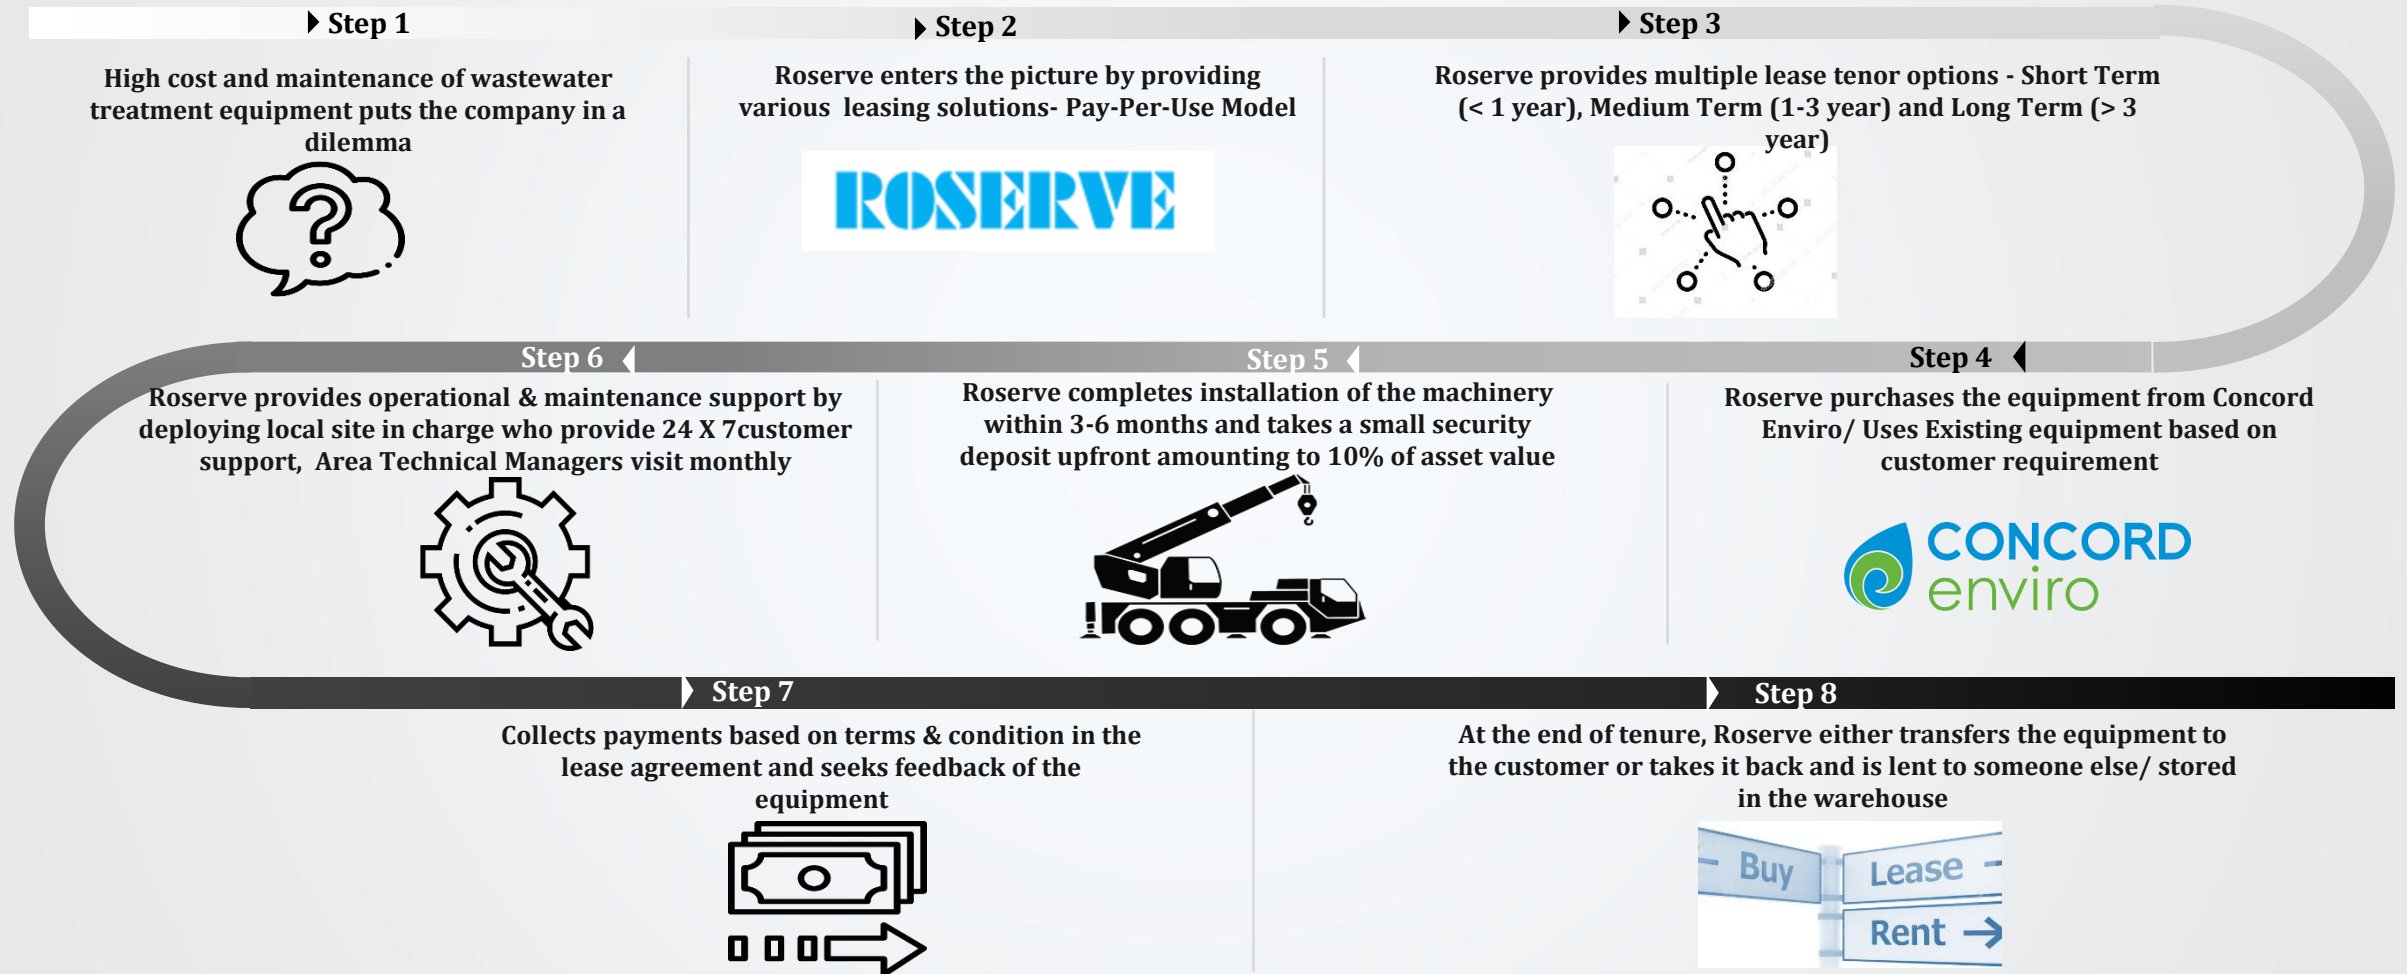 Step 1
High cost and maintenance of wastewater
treatment equipment puts the company in a
dilemma
Step 2
Roserve enters the picture by providing
various leasing solutions- Pay-Per-Use Model
ROSERVE
Step 3
Roserve provides multiple lease tenor options - Short Term
(< 1 year), Medium Term (1-3 year) and Long Term (> 3
year)
Step 4
Roserve purchases the equipment from Concord
Enviro/ Uses Existing equipment based on
customer requirement
CONCORD
enviro
Step 5
Roserve completes installation of the machinery
within 3-6 months and takes a small security
deposit upfront amounting to 10% of asset value
Step 6
Roserve provides operational & maintenance support by
deploying local site in charge who provide 24 X 7customer
support, Area Technical Managers visit monthly
Step 7
Collects payments based on terms & condition in the
lease agreement and seeks feedback of the
equipment
Step 8
At the end of tenure, Roserve either transfers the equipment to
the customer or takes it back and is lent to someone else/ stored
in the warehouse
Buy
Lease
Rent